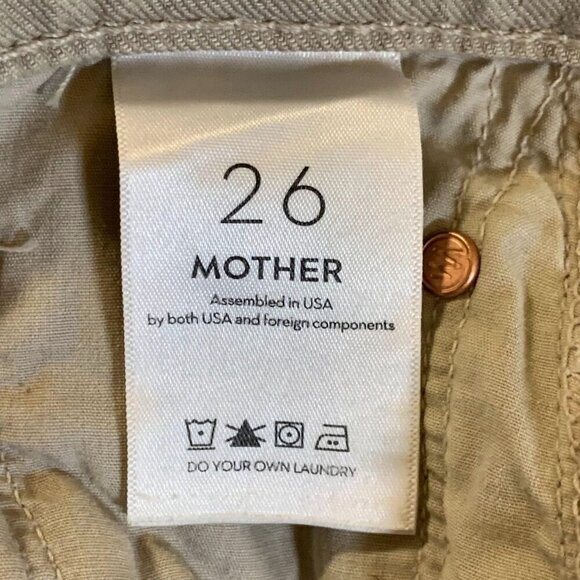 26
MOTHER
Assembled in USA
by both USA and foreign components
DO YOUR OWN LAUNDRY